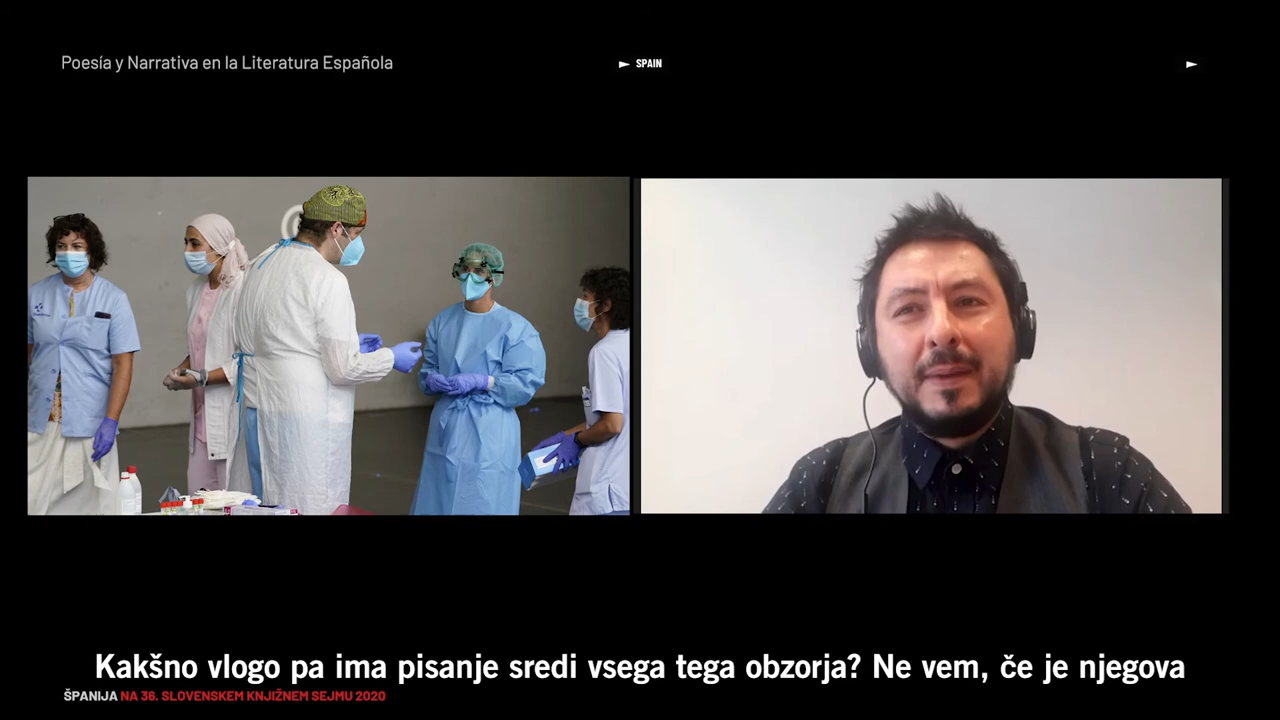 Poesía y Narrativa en la Literatura Española
SPAIN
Kakšno vlogo pa ima pisanje sredi vsega tega obzorja? Ne vem, če je njegova
ŠPANIJA NA 36. SLOVENSKEM KNJIŽNEM SEJMU 2020